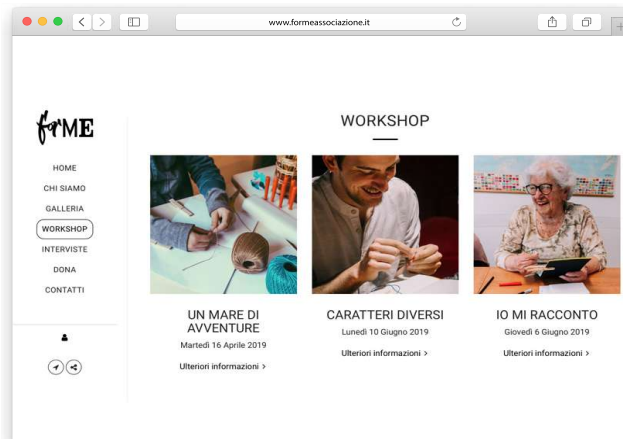 www.formeassociazione.it
forME
HOME
CHI SIAMO
GALLERIA
WORKSHOP
INTERVISTE
DONA
CONTATTI
WORKSHOP
UN MARE DI
AVVENTURE
Martedì 16 Aprile 2019
Ulteriori informazioni >
CARATTERI DIVERSI
Lunedì 10 Giugno 2019
Ulteriori informazioni >
IO MI RACCONTO
Giovedì 6 Giugno 2019
Ulteriori informazioni >